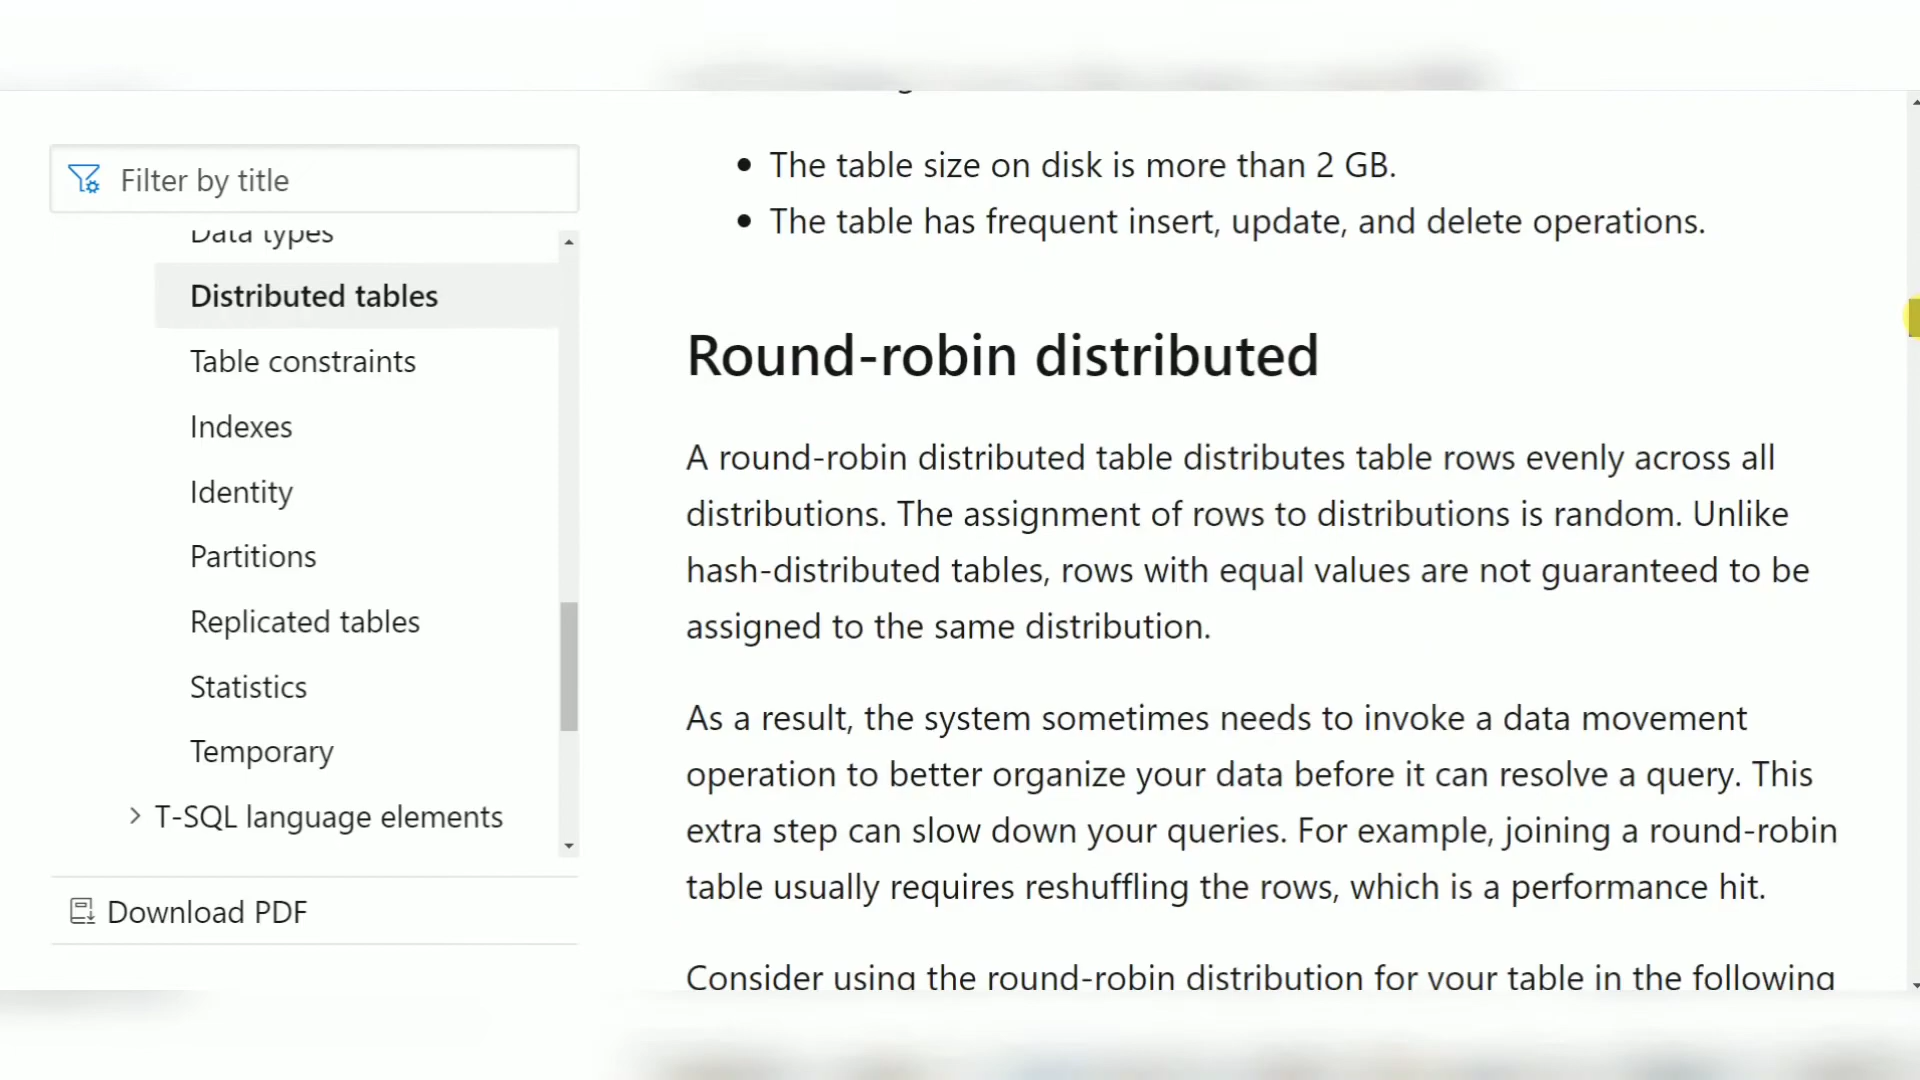 Filter by title
Data types
Distributed tables
Table constraints
Indexes
Identity
Partitions
Replicated tables
Statistics
Temporary
T-SQL language elements
Download PDF
The table size on disk is more than 2 GB.
The table has frequent insert, update, and delete operations.
Round-robin distributed
A round-robin distributed table distributes table rows evenly across all
distributions. The assignment of rows to distributions is random. Unlike
hash-distributed tables, rows with equal values are not guaranteed to be
assigned to the same distribution.
As a result, the system sometimes needs to invoke a data movement
operation to better organize your data before it can resolve a query. This
extra step can slow down your queries. For example, joining a round-robin
table usually requires reshuffling the rows, which is a performance hit.
Consider using the round-robin distribution for your table in the following